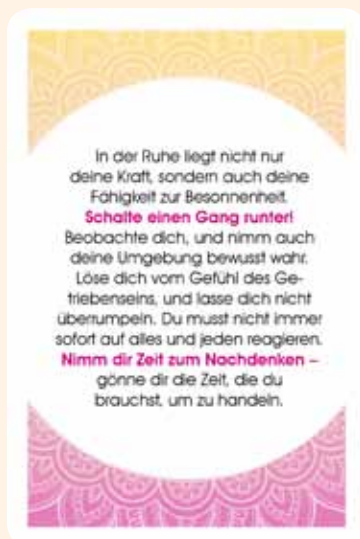 In der Ruhe liegt nicht nur
deine Kraft, sondern auch deine
Fähigkeit zur Besonnenheit.
Schalte einen Gang runter!
Beobachte dich, und nimm auch
deine Umgebung bewusst wahr.
Löse dich vom Gefühl des Ge-
triebenseins, und lasse dich nicht
überrumpeln. Du musst nicht immer
sofort auf alles und jeden reagieren.
Nimm dir Zeit zum Nachdenken –
gönne dir die Zeit, die du
brauchst, um zu handeln.